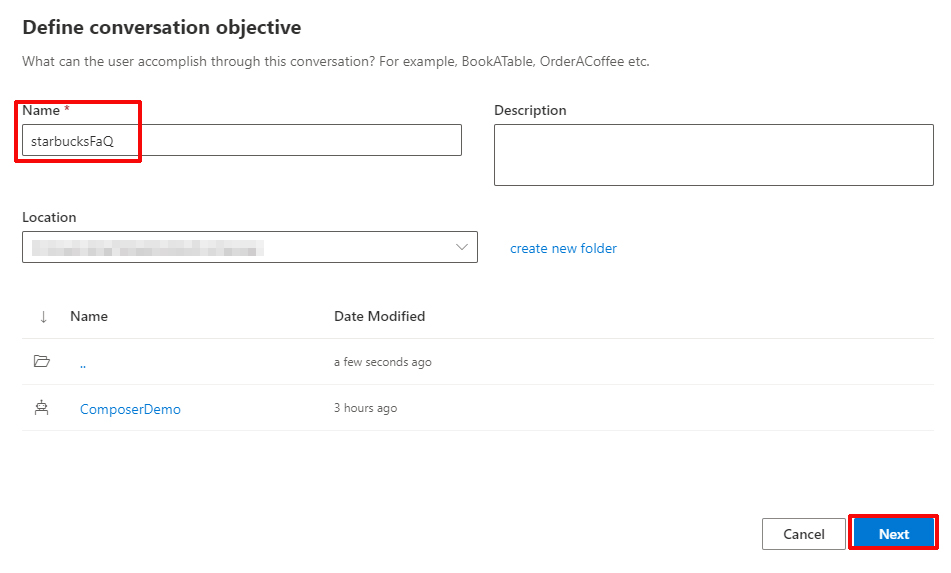 Define conversation objective
What can the user accomplish through this conversation? For example, BookATable, OrderACoffee etc.
Name *
Description
starbucksFaQ
Location
create new folder
↓ Name Date Modified
.. a few seconds ago
ComposerDemo 3 hours ago
Cancel Next